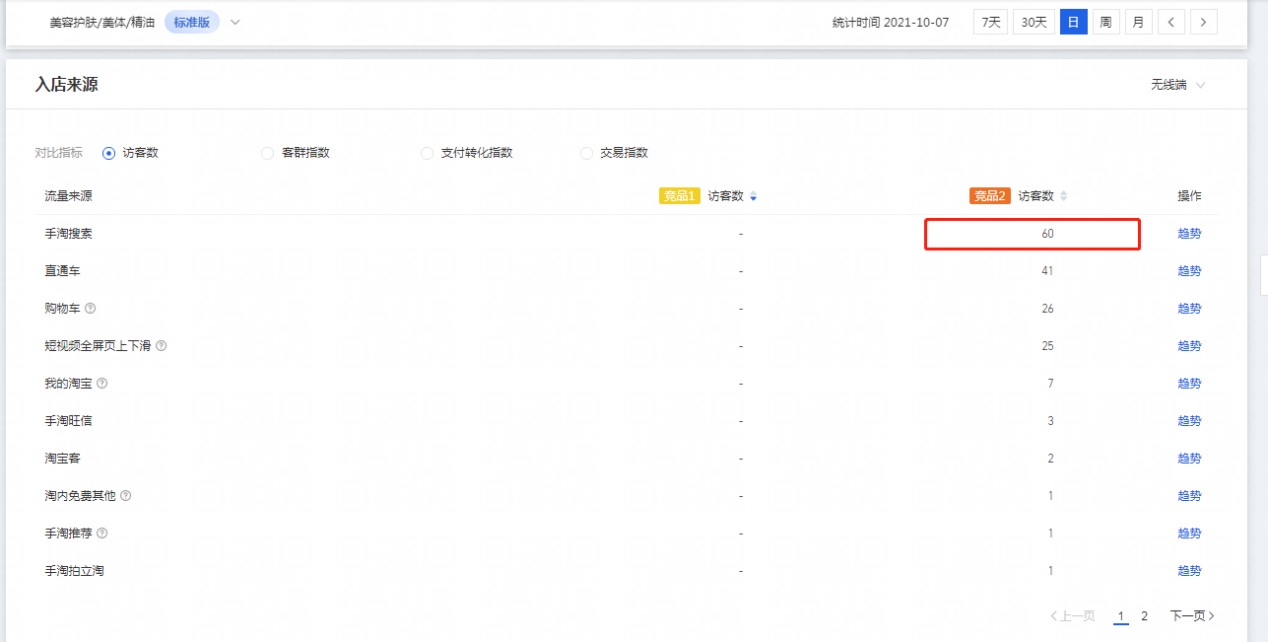 美容护肤/美体/精油 标准版 统计时间 2021-10-07 7天 30天 日 周 月
入店来源 无线端
对比指标 访客数 客群指数 支付转化指数 交易指数
流量来源 竞品1 访客数 竞品2 访客数 操作
手淘搜索 - 60 趋势
直通车 - 41 趋势
购物车 - 26 趋势
短视频全屏页上下滑 - 25 趋势
我的淘宝 - 7 趋势
手淘旺信 - 3 趋势
淘宝客 - 2 趋势
淘内免费其他 - 1 趋势
手淘推荐 - 1 趋势
手淘拍立淘 - 1 趋势
上一页 1 2 下一页